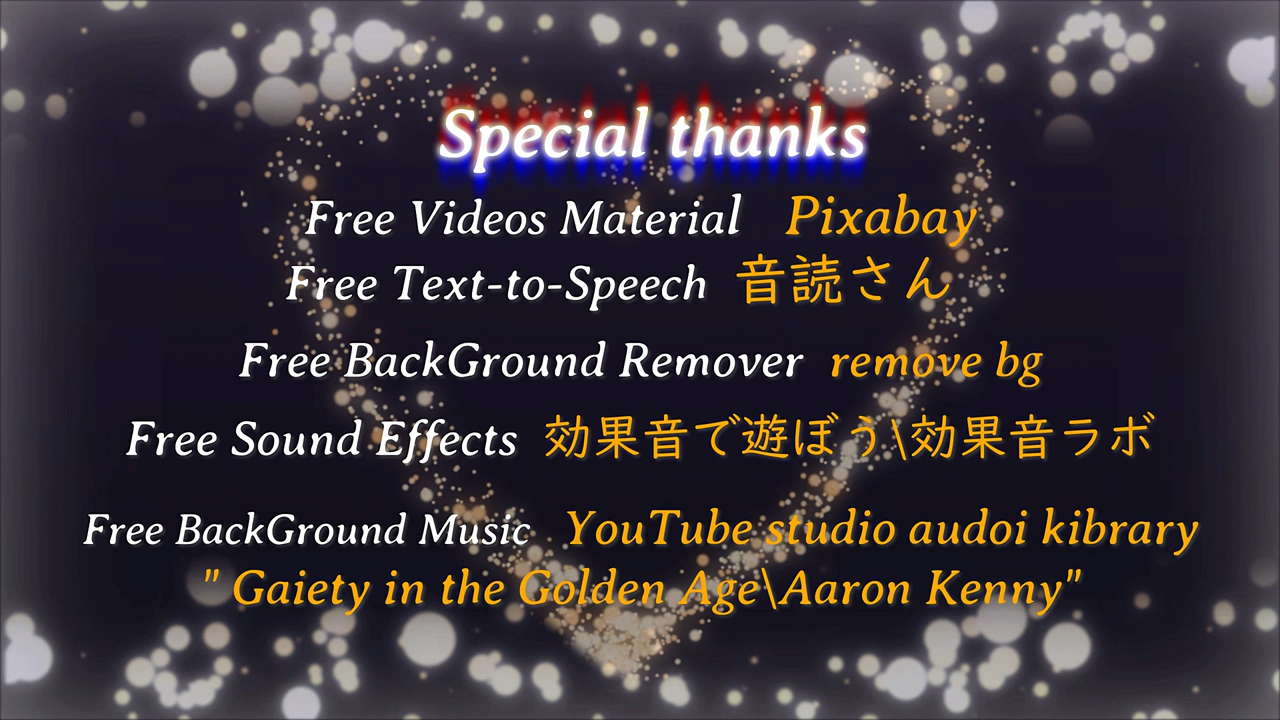 Special thanks
Free Videos Material Pixabay
Free Text-to-Speech 音読さん
Free BackGround Remover remove bg
Free Sound Effects 効果音で遊ぼう\効果音ラボ
Free BackGround Music YouTube studio audoi kibrary
" Gaiety in the Golden Age\Aaron Kenny"